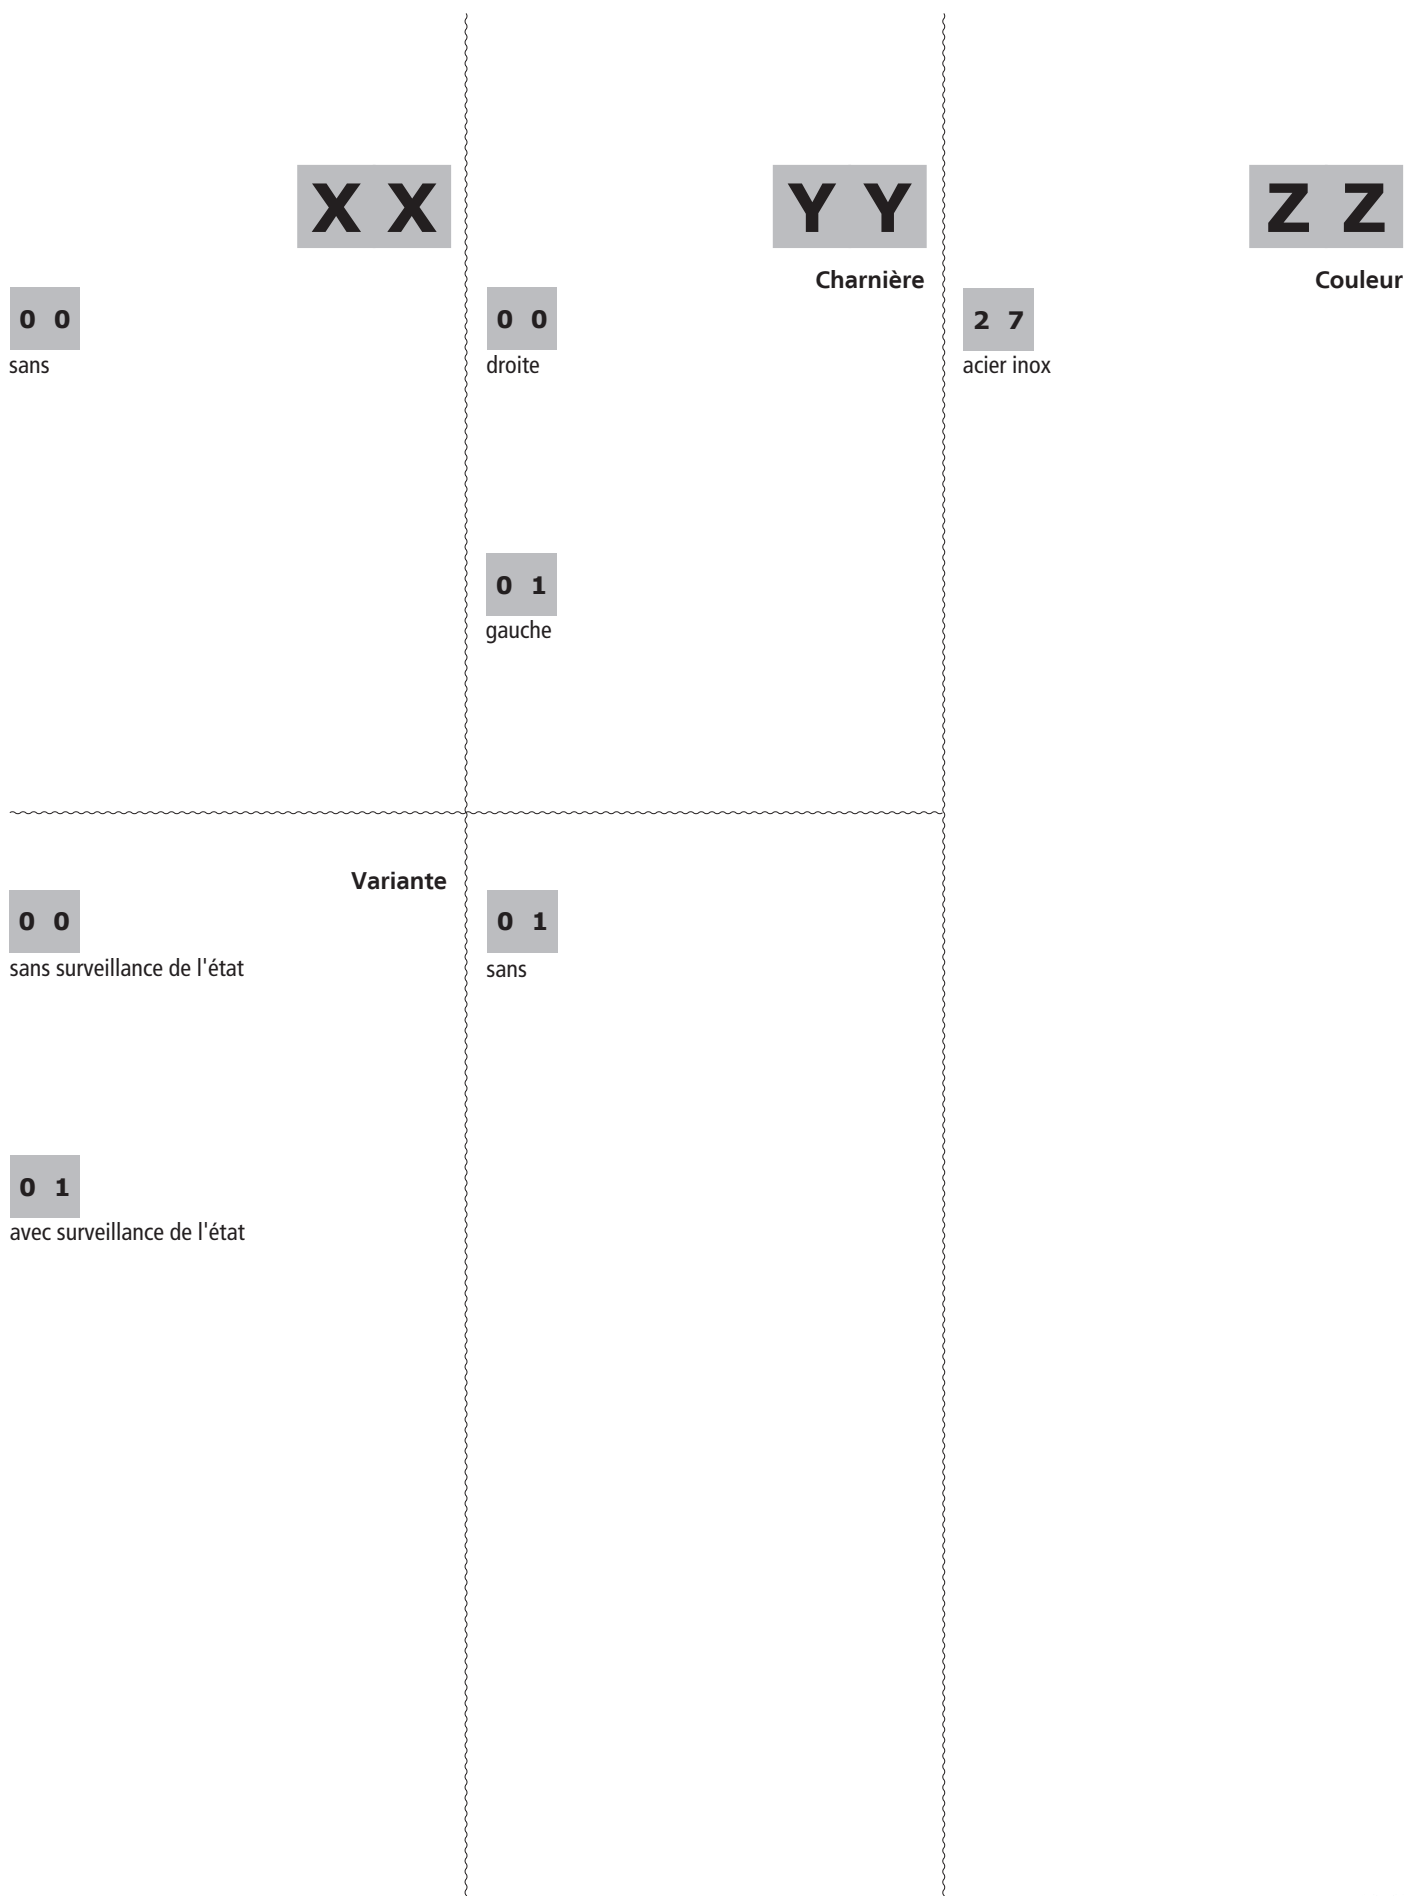 X X
0 0
sans
Variante
0 0
sans surveillance de l'état
0 1
avec surveillance de l'état
Y Y
Charnière
0 0
droite
0 1
gauche
0 1
sans
Z Z
Couleur
2 7
acier inox